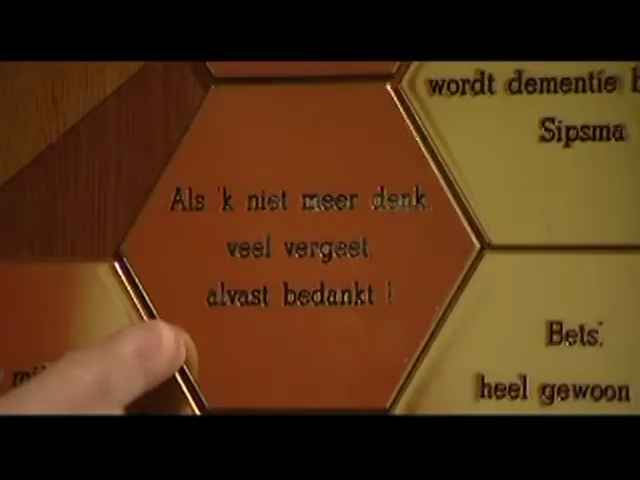 wordt dementie
Sipsma
Als 'k niet meer denk,
veel vergeet,
alvast bedankt !
Bets:
heel gewoon